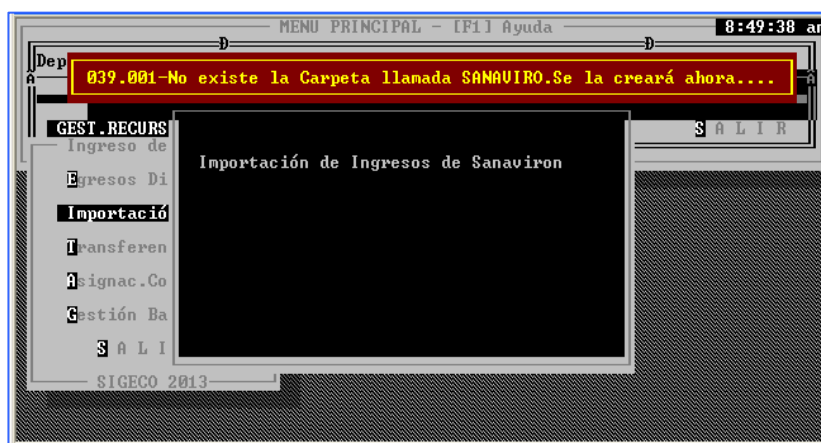 MENU PRINCIPAL - [F1] Ayuda
8:49:38 am
Dep
039.001-No existe la Carpeta llamada SANAVIRO.Se la creará ahora....
GEST.RECURS
S A L I R
Ingreso de
Importación de Ingresos de Sanaviron
Egresos Di
Importació
Transferen
Asignac.Co
Gestión Ba
S A L I
SIGECO 2013